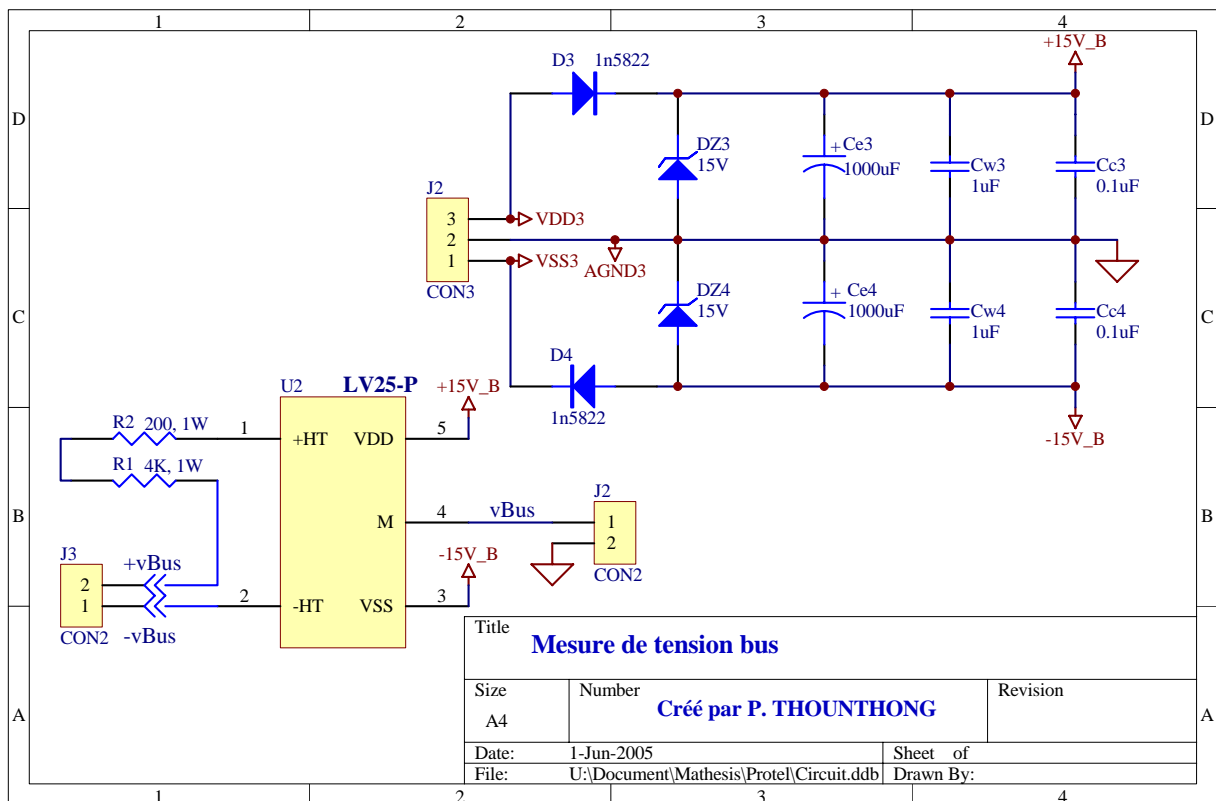 1 2 3 4
+15V_B
D3 1n5822
D D
DZ3
15V
+ Ce3
1000uF
Cw3
1uF
Cc3
0.1uF
J2
3 VDD3
2
1 VSS3
AGND3
CON3
DZ4
15V
+ Ce4
1000uF
Cw4
1uF
Cc4
0.1uF
C C
D4
1n5822
-15V_B
U2 LV25-P +15V_B
R2 200, 1W 1 +HT VDD 5
R1 4K, 1W
M 4 vBus
J2
1
2
CON2
B B
J3
+vBus
2
1
CON2
-vBus
-15V_B
2 -HT VSS 3
Title
Mesure de tension bus
Size
A4
Number
Créé par P. THOUNTHONG
Revision
A A
Date: 1-Jun-2005 Sheet of
File: U:\Document\Mathesis\Protel\Circuit.ddb Drawn By:
1 2 3 4